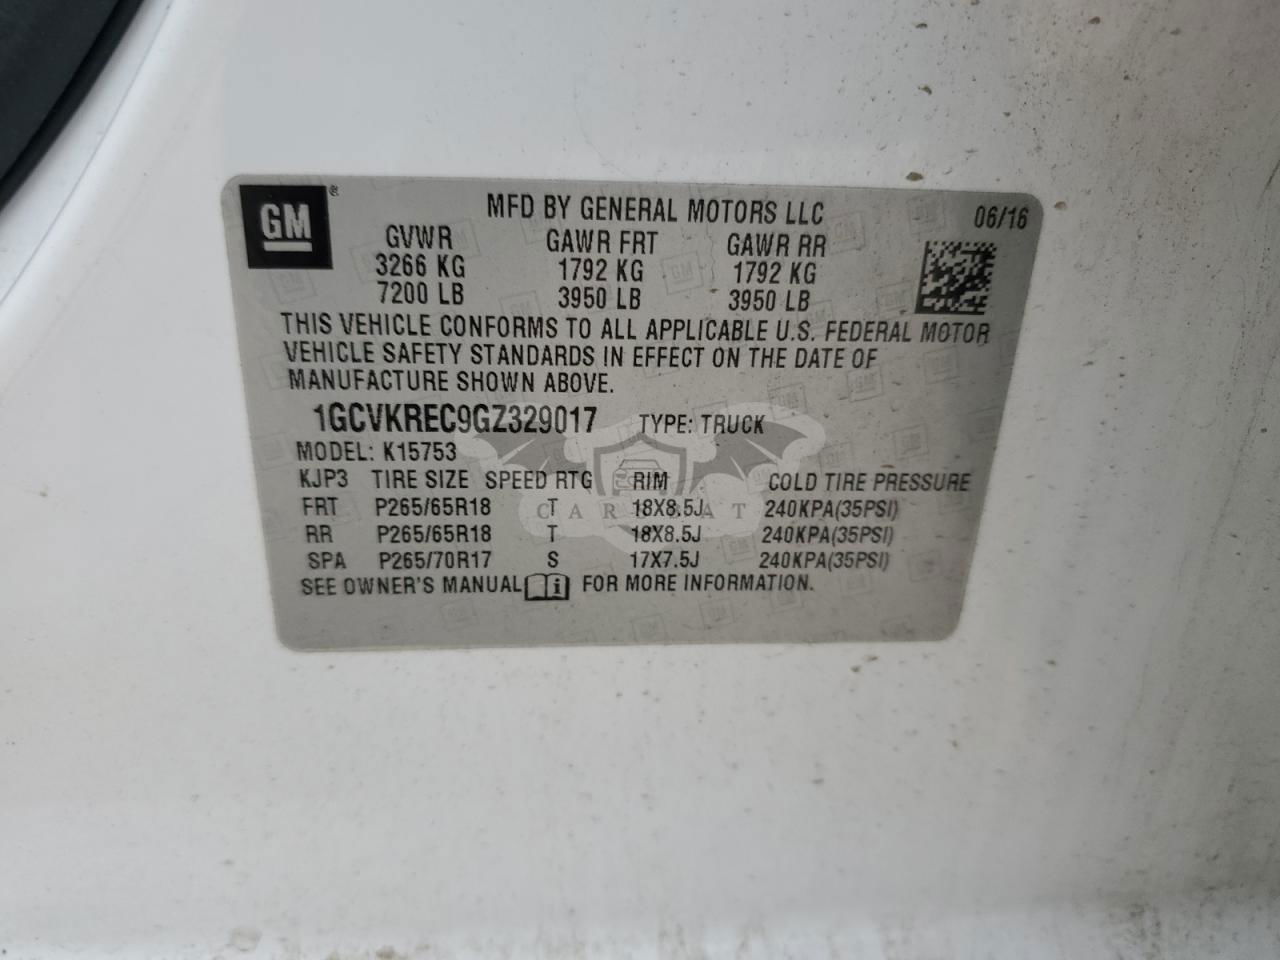 GM ® MFD BY GENERAL MOTORS LLC 06/16
GVWR GAWR FRT GAWR RR
3266 KG 1792 KG 1792 KG
7200 LB 3950 LB 3950 LB
THIS VEHICLE CONFORMS TO ALL APPLICABLE U.S. FEDERAL MOTOR
VEHICLE SAFETY STANDARDS IN EFFECT ON THE DATE OF
MANUFACTURE SHOWN ABOVE.
1GCVKREC9GZ329017 TYPE: TRUCK
MODEL: K15753
KJP3 TIRE SIZE SPEED RTG RIM COLD TIRE PRESSURE
FRT P265/65R18 T 18X8.5J 240KPA(35PSI)
RR P265/65R18 T 18X8.5J 240KPA(35PSI)
SPA P265/70R17 S 17X7.5J 240KPA(35PSI)
SEE OWNER'S MANUAL i FOR MORE INFORMATION.